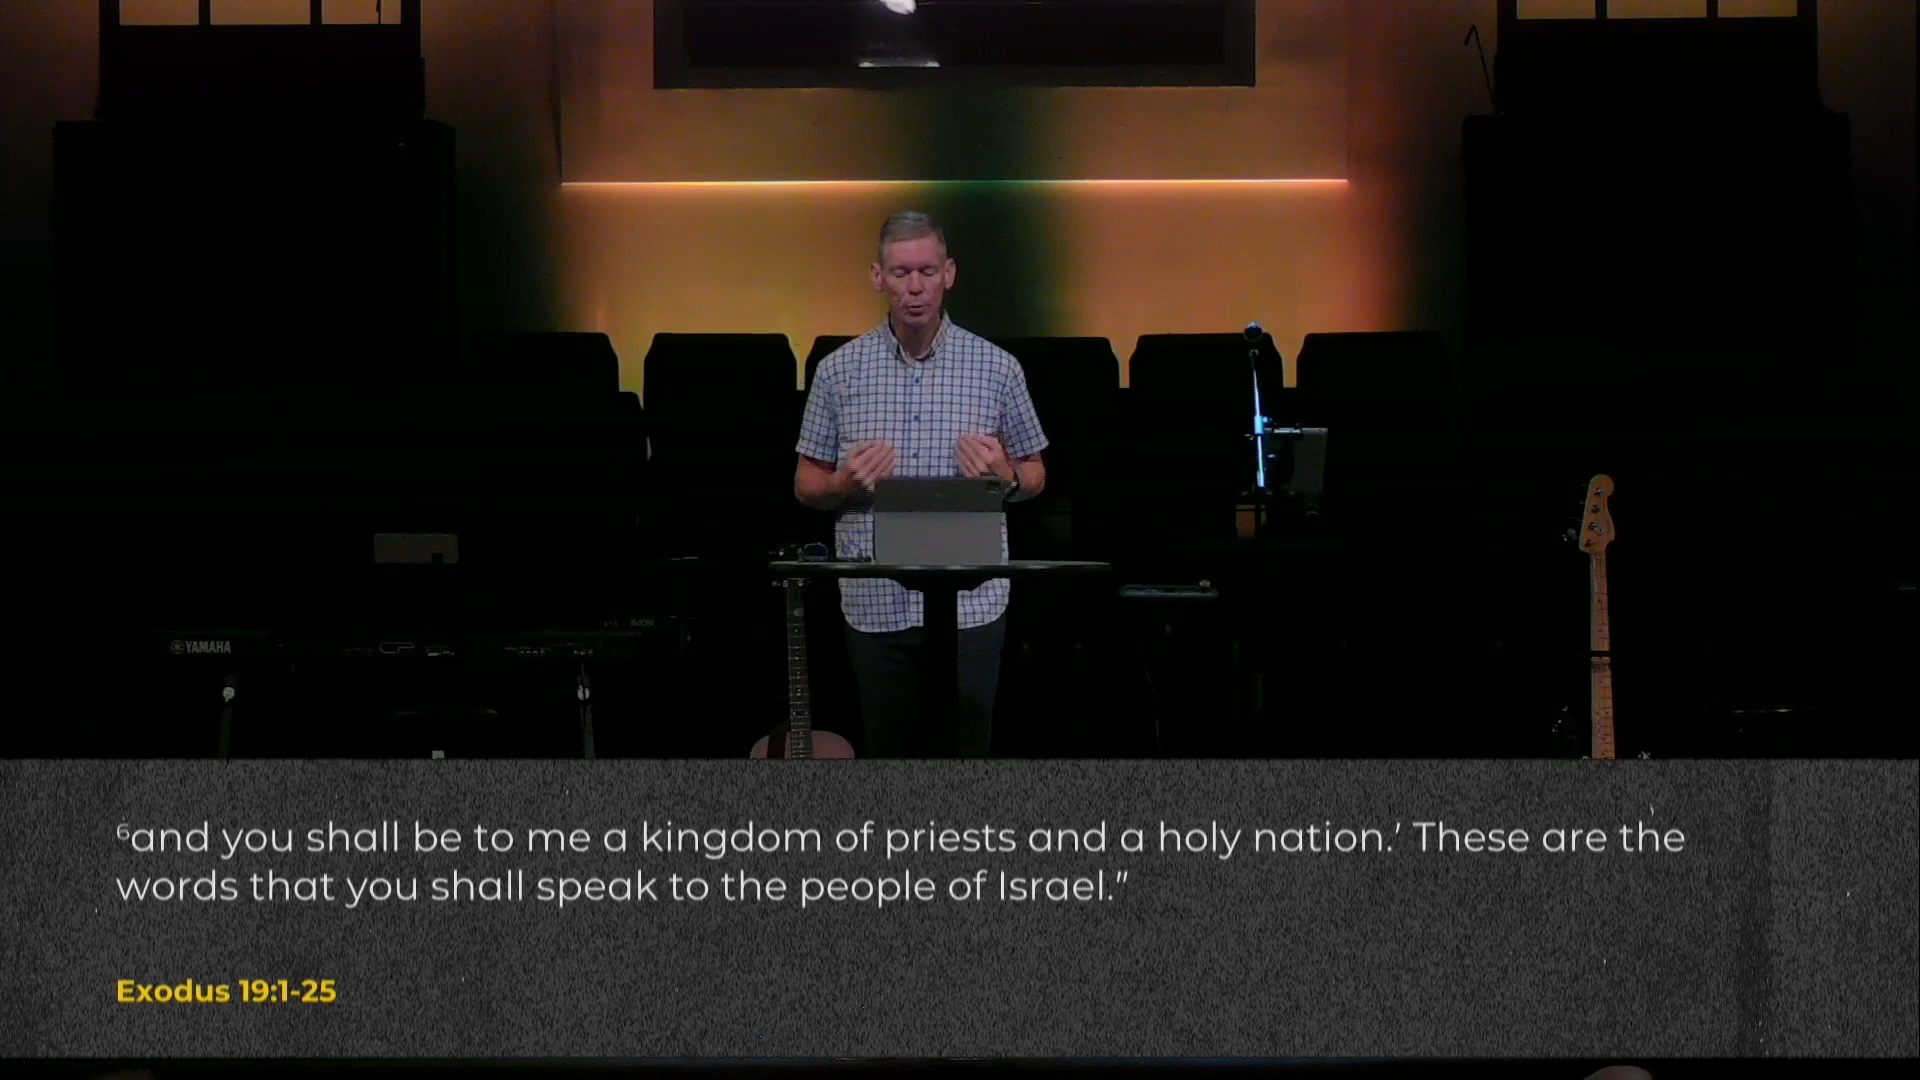 YAMAHA
⁶and you shall be to me a kingdom of priests and a holy nation.’ These are the
words that you shall speak to the people of Israel.”
Exodus 19:1-25